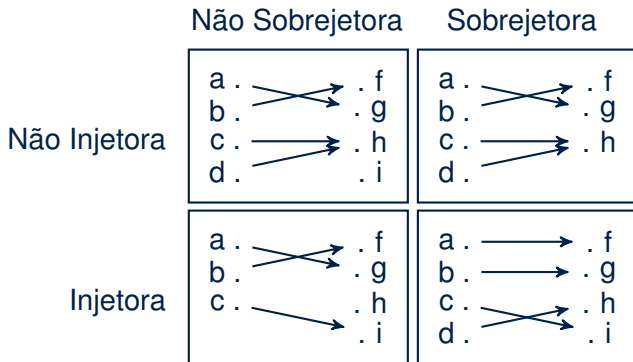 Não Sobrejetora Sobrejetora
Não Injetora
a . . f
b . . g
c . . h
d . . i
a . . f
b . . g
c . . h
d .
Injetora
a . . f
b . . g
c . . h
. i
a . . f
b . . g
c . . h
d . . i